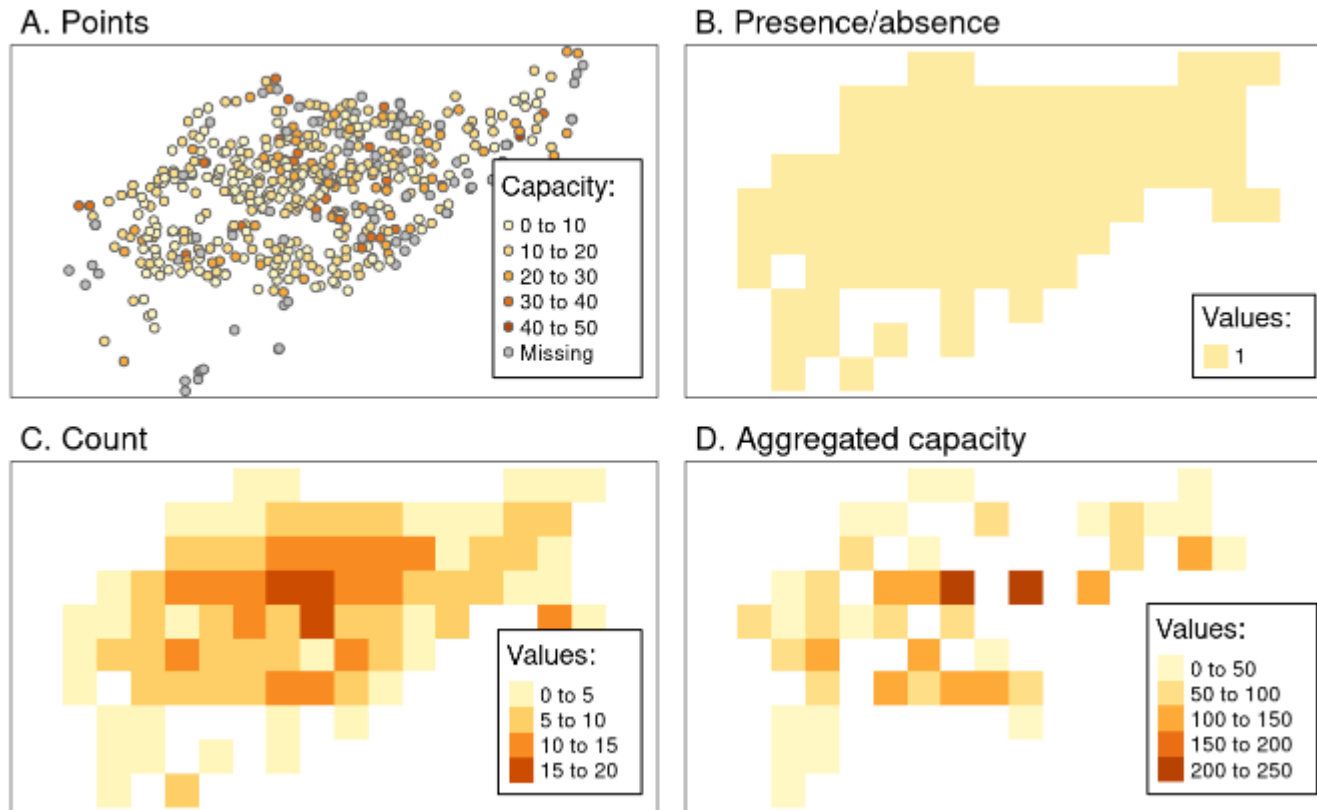 A. Points
Capacity:
0 to 10
10 to 20
20 to 30
30 to 40
40 to 50
Missing
B. Presence/absence
Values:
1
C. Count
Values:
0 to 5
5 to 10
10 to 15
15 to 20
D. Aggregated capacity
Values:
0 to 50
50 to 100
100 to 150
150 to 200
200 to 250